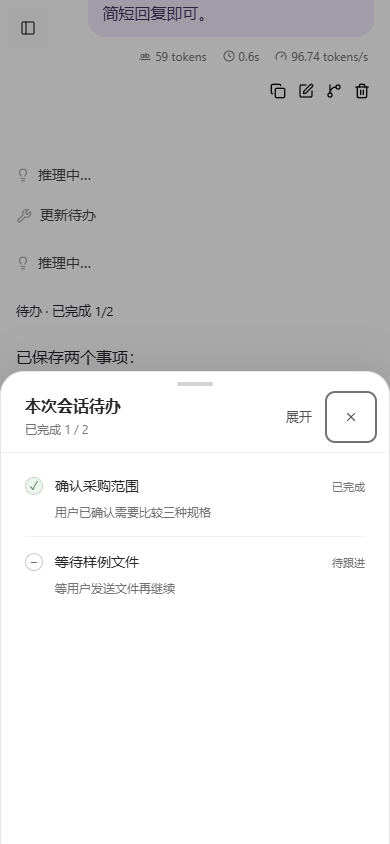 简短回复即可。
59 tokens 0.6s 96.74 tokens/s
推理中...
更新待办
推理中...
待办 · 已完成 1/2
已保存两个事项：
本次会话待办
已完成 1 / 2
展开
确认采购范围
已完成
用户已确认需要比较三种规格
等待样例文件
待跟进
等用户发送文件再继续